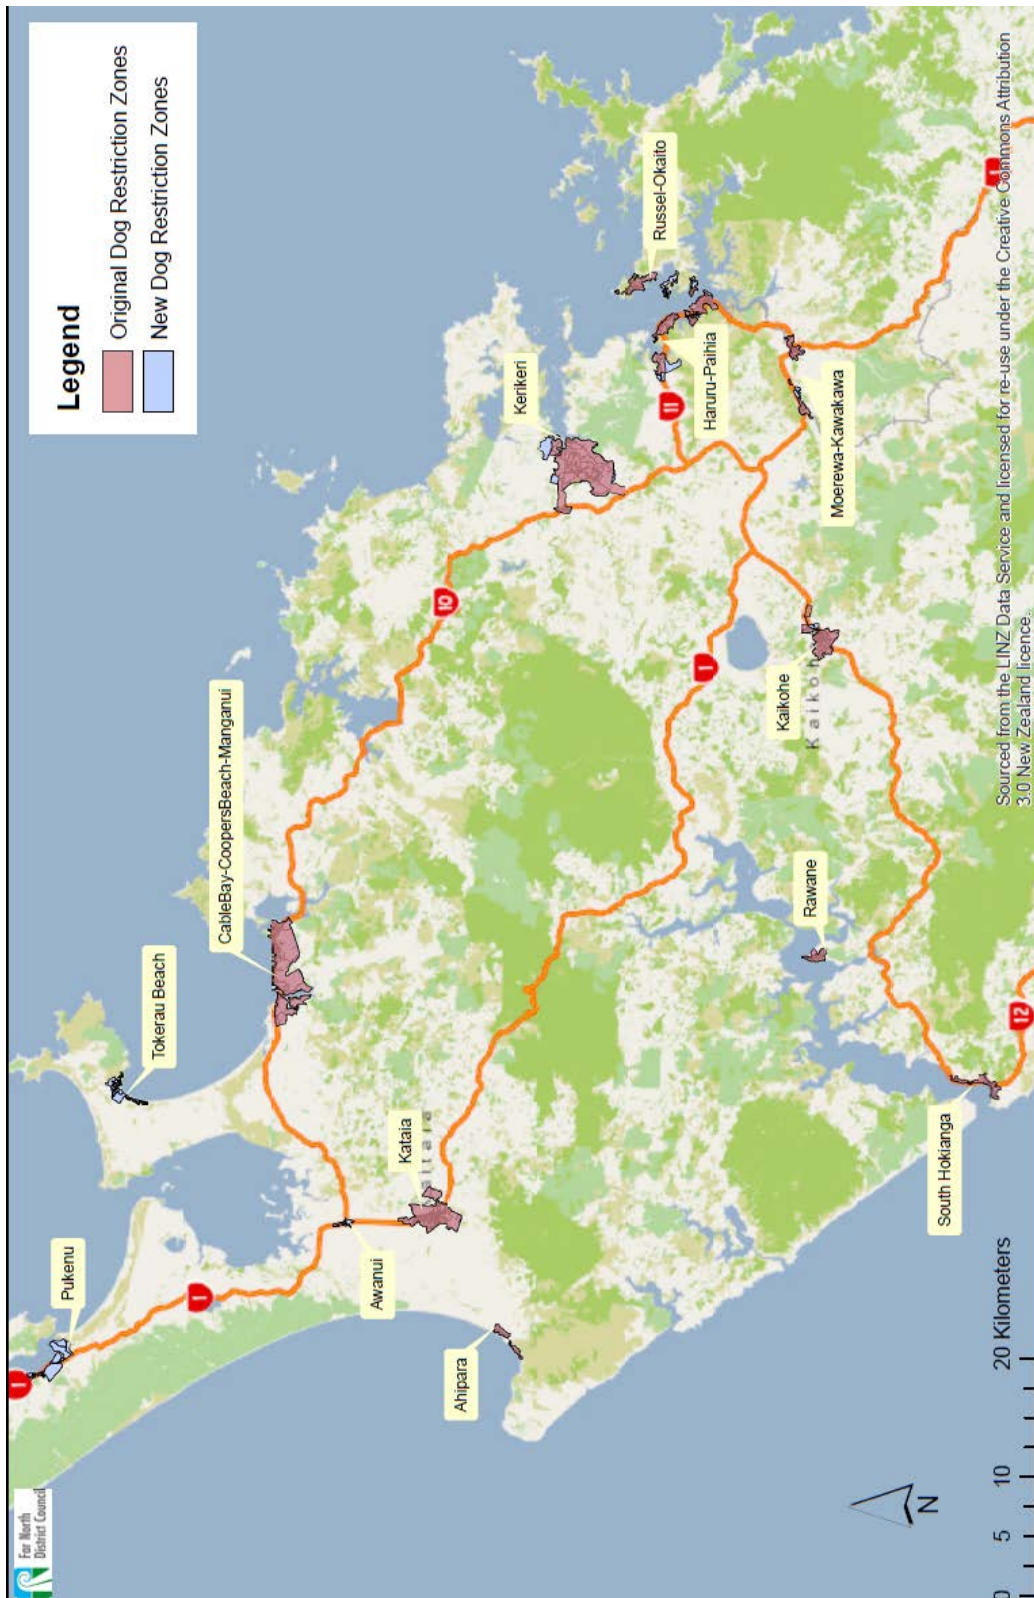 Far North
District Council
Legend
Original Dog Restriction Zones
New Dog Restriction Zones
1
Pukenu
Tokerau Beach
1
CableBay-CoopersBeach-Manganui
Awanui
Kataia
a i t a i a
Ahipara
10
Kerikeri
Russel-Okaito
11
Haruru-Paihia
1
Moerewa-Kawakawa
Kaikohe
K a i k o h
Rawane
South Hokianga
12
1
N
0 5 10 20 Kilometers
Sourced from the LINZ Data Service and licensed for re-use under the Creative Commons Attribution
3.0 New Zealand licence.